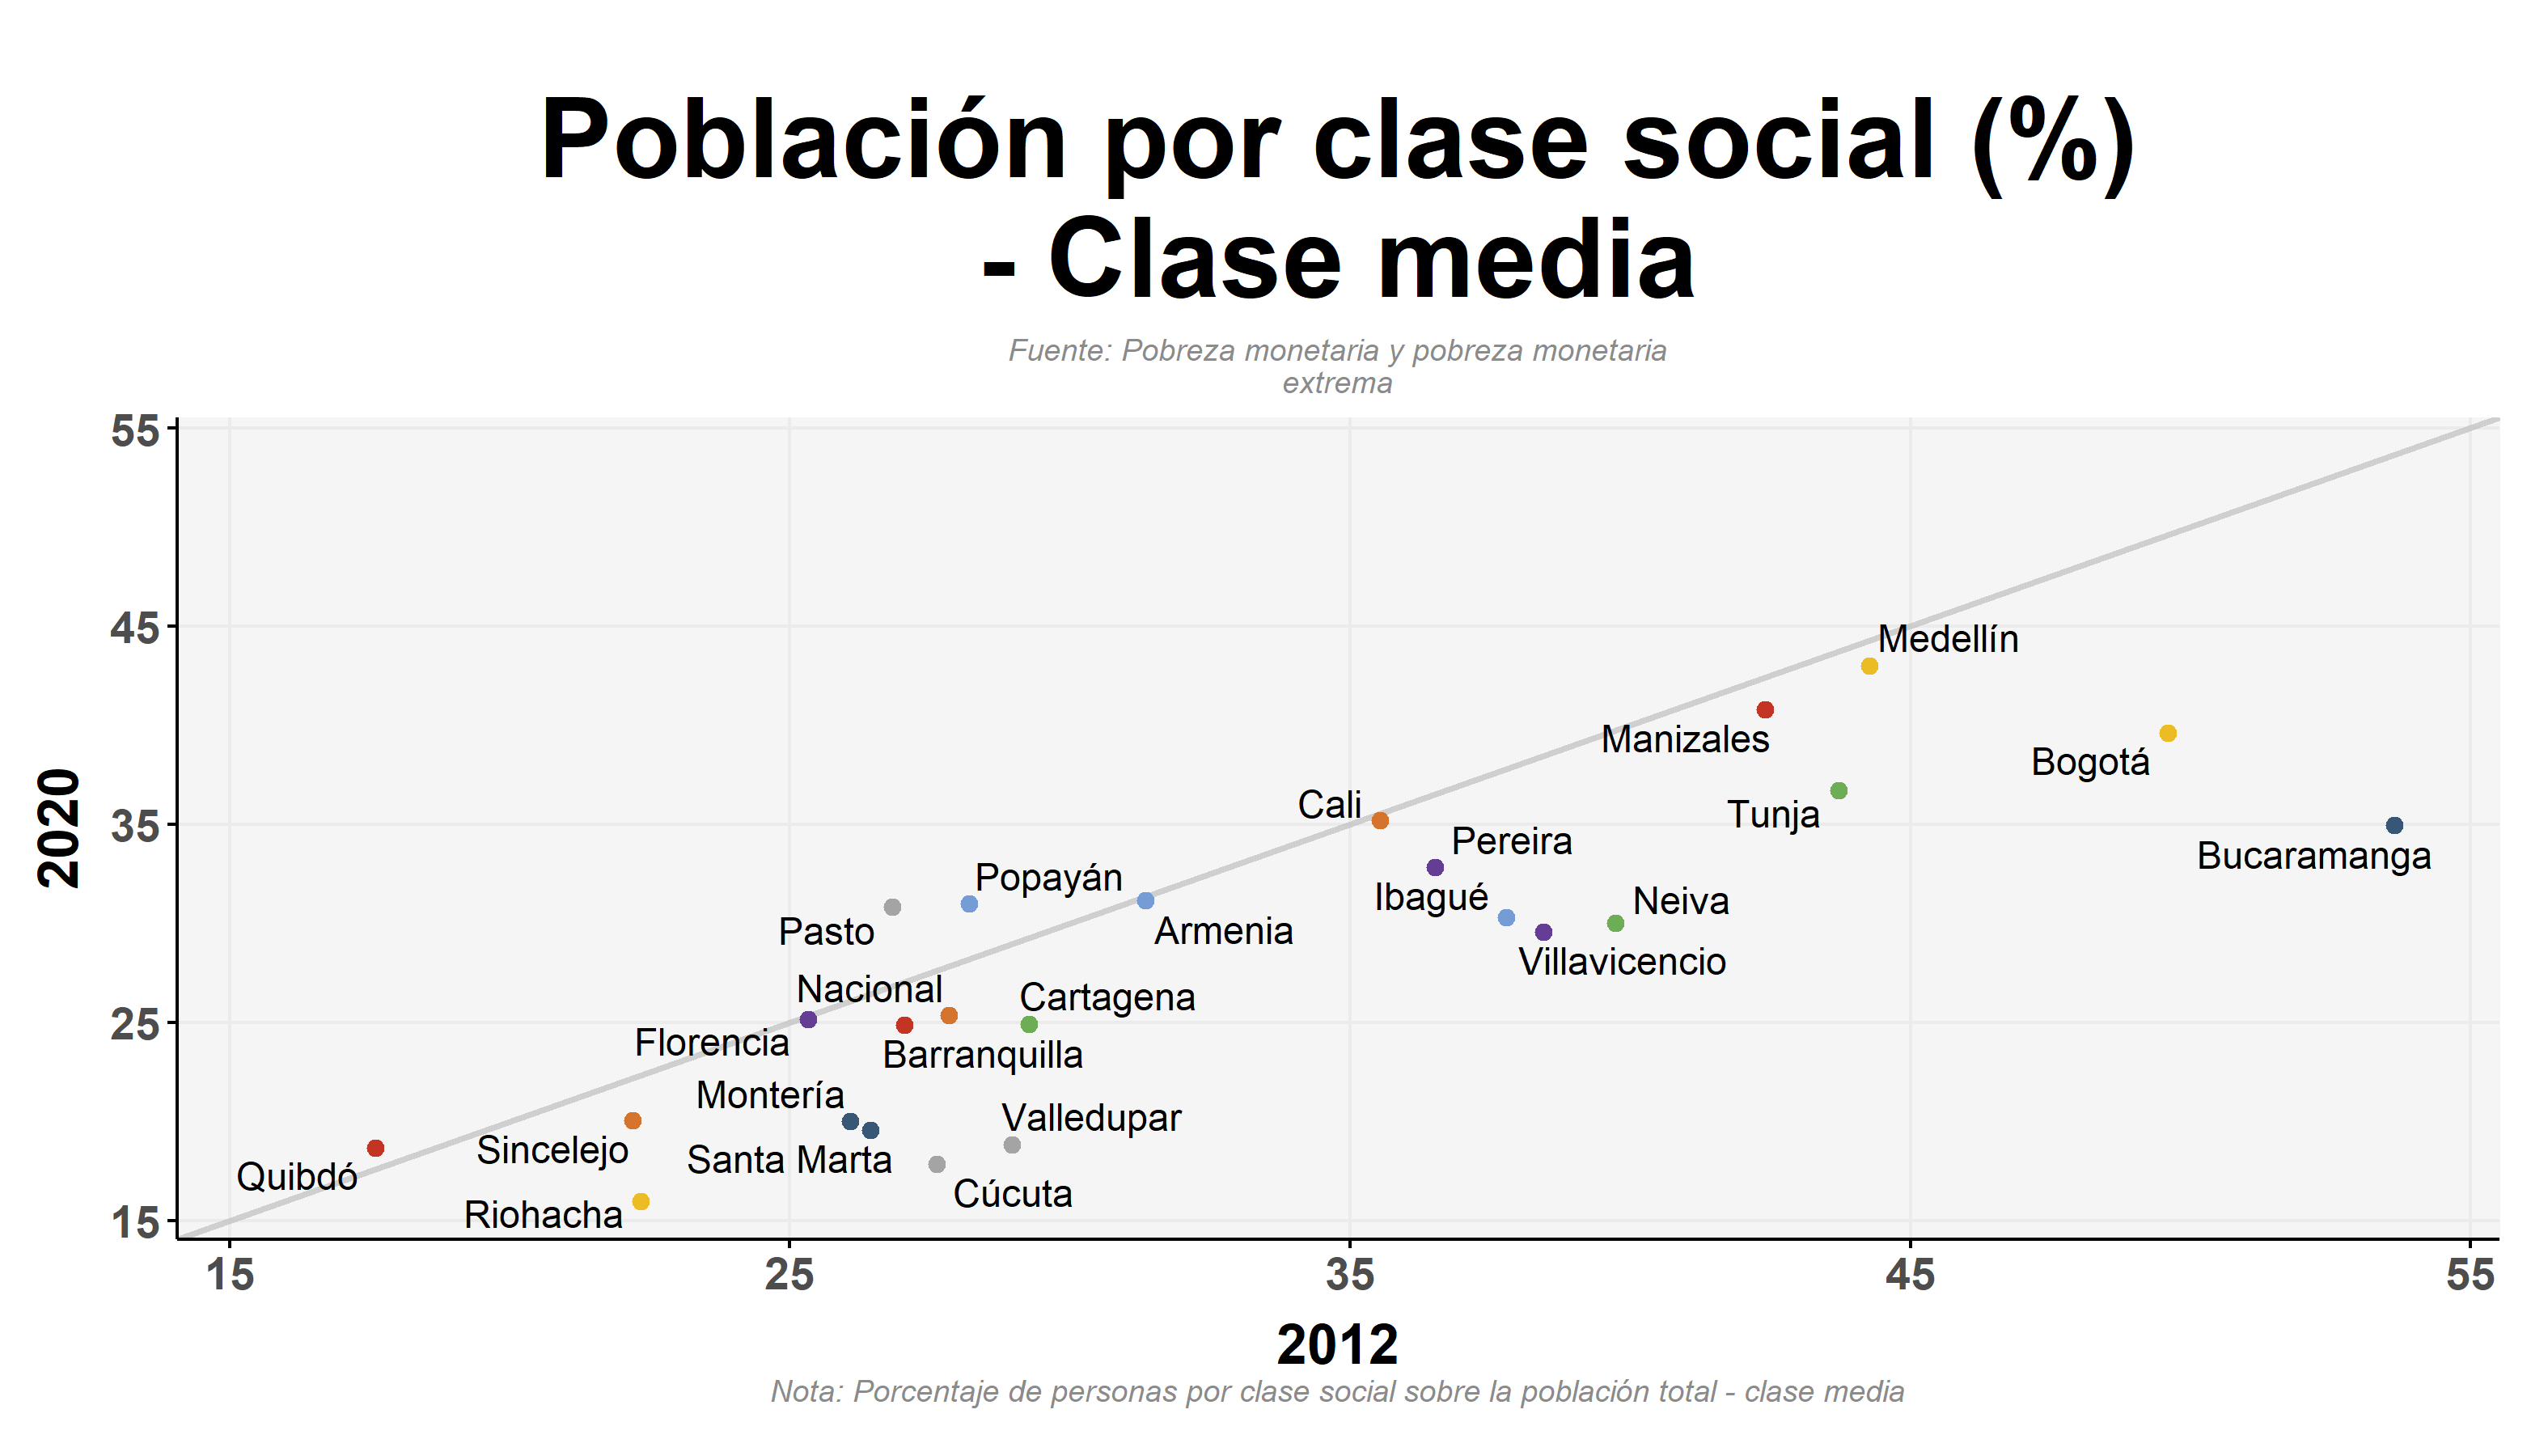 Población por clase social (%)
- Clase media
Fuente: Pobreza monetaria y pobreza monetaria
extrema
55
45
35
25
15
2020
Medellín
Manizales
Bogotá
Cali
Tunja
Pereira
Bucaramanga
Popayán
Ibagué
Neiva
Pasto
Armenia
Villavicencio
Nacional
Cartagena
Florencia
Barranquilla
Montería
Valledupar
Sincelejo
Santa Marta
Quibdó
Cúcuta
Riohacha
15 25 35 45 55
2012
Nota: Porcentaje de personas por clase social sobre la población total - clase media